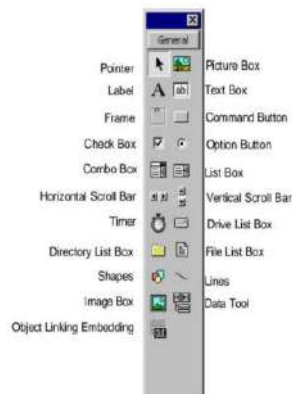 General
Pointer Picture Box
Label A ab Text Box
Frame Command Button
Check Box Option Button
Combo Box List Box
Horizontal Scroll Bar Vertical Scroll Bar
Timer Drive List Box
Directory List Box File List Box
Shapes Lines
Image Box Data Tool
Object Linking Embedding